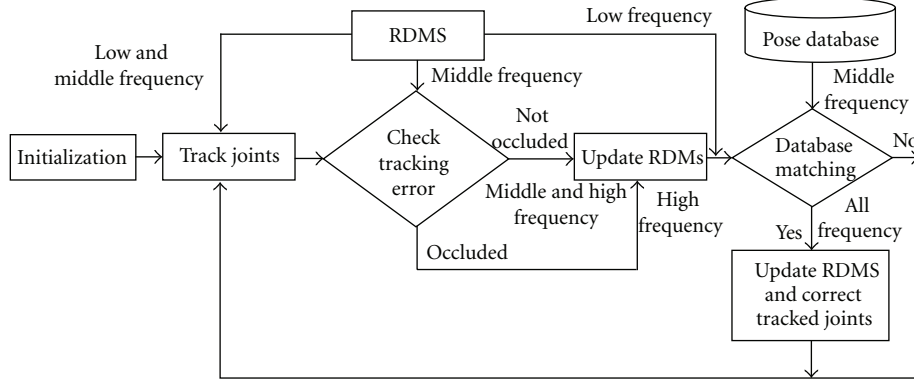 RDMS
Low frequency
Pose database
Low and
middle frequency
Middle frequency
Middle
frequency
Initialization
Track joints
Check
tracking
error
Not
occluded
Middle and high
frequency
Update RDMs
High
frequency
Database
matching
No
Occluded
Yes
All
frequency
Update RDMS
and correct
tracked joints